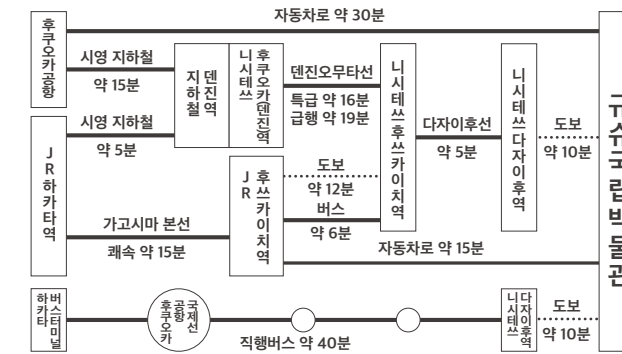 자동차로 약 30분
후쿠오카공항
시영 지하철
약 15분
지하철
덴진역
니시테쓰
후쿠오카(덴진)역
덴진오무타선
특급 약 16분
급행 약 19분
니시테쓰후쓰카이치역
다자이후선
약 5분
니시테쓰다자이후역
도보
약 10분
규슈국립박물관
JR하카타역
시영 지하철
약 5분
가고시마 본선
쾌속 약 15분
JR
후쓰카이치역
도보
약 12분
버스
약 6분
자동차로 약 15분
하카타
버스터미널
후쿠오카
공항
국제선
직행버스 약 40분
니시테쓰
다자이후역
도보
약 10분